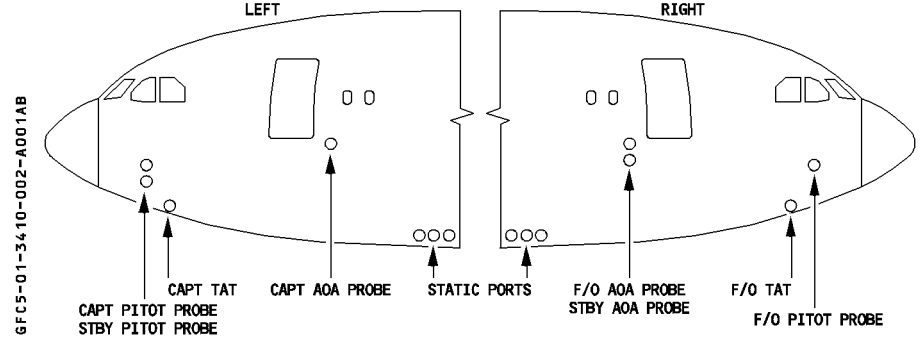 LEFT
RIGHT
GFC5-01-3410-002-A001AB
CAPT TAT
CAPT AOA PROBE
STATIC PORTS
F/O AOA PROBE
STBY AOA PROBE
F/O TAT
CAPT PITOT PROBE
STBY PITOT PROBE
F/O PITOT PROBE